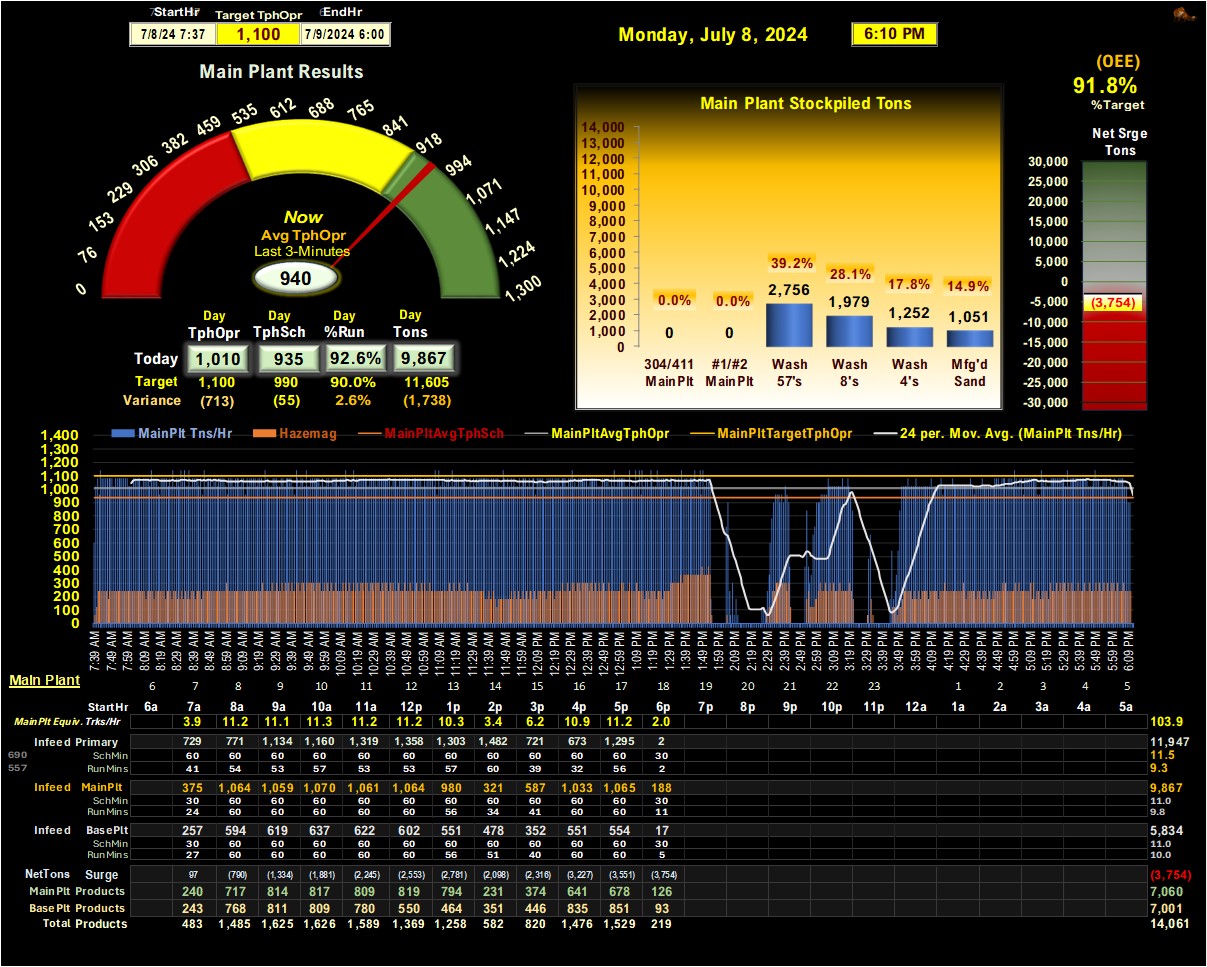 StartHr Target TphOpr EndHr
7/8/24 7:37 1,100 7/9/2024 6:00
Monday, July 8, 2024 6:10 PM
Main Plant Results
(OEE)
91.8%
%Target
Net Srge
Tons
0 76 153 229 306 382 459 535 612 688 765 841 918 994 1,071 1,147 1,224 1,300
Now
Avg TphOpr
Last 3-Minutes
940
Day Day Day Day
TphOpr TphSch %Run Tons
Today 1,010 935 92.6% 9,867
Target 1,100 990 90.0% 11,605
Variance (713) (55) 2.6% (1,738)
Main Plant Stockpiled Tons
14,000
13,000
12,000
11,000
10,000
9,000
8,000
7,000
6,000
5,000
4,000
3,000
2,000
1,000
0
0.0% 0.0% 39.2% 28.1% 17.8% 14.9%
0 0 2,756 1,979 1,252 1,051
304/411 #1/#2 Wash Wash Wash Mfg'd
MainPlt MainPlt 57's 8's 4's Sand
30,000
25,000
20,000
15,000
10,000
5,000
0
-5,000
-10,000
-15,000
-20,000
-25,000
-30,000
(3,754)
MainPlt Tns/Hr Hazemag MainPltAvgTphSch MainPltAvgTphOpr MainPltTargetTphOpr 24 per. Mov. Avg. (MainPlt Tns/Hr)
1,400
1,300
1,200
1,100
1,000
900
800
700
600
500
400
300
200
100
0
7:39 AM 7:49 AM 7:59 AM 8:09 AM 8:19 AM 8:29 AM 8:39 AM 8:49 AM 8:59 AM 9:09 AM 9:19 AM 9:29 AM 9:39 AM 9:49 AM 9:59 AM 10:09 AM 10:19 AM 10:29 AM 10:39 AM 10:49 AM 10:59 AM 11:09 AM 11:19 AM 11:29 AM 11:39 AM 11:49 AM 11:59 AM 12:09 PM 12:19 PM 12:29 PM 12:39 PM 12:49 PM 12:59 PM 1:09 PM 1:19 PM 1:29 PM 1:39 PM 1:49 PM 1:59 PM 2:09 PM 2:19 PM 2:29 PM 2:39 PM 2:49 PM 2:59 PM 3:09 PM 3:19 PM 3:29 PM 3:39 PM 3:49 PM 3:59 PM 4:09 PM 4:19 PM 4:29 PM 4:39 PM 4:49 PM 4:59 PM 5:09 PM 5:19 PM 5:29 PM 5:39 PM 5:49 PM 5:59 PM 6:09 PM
Main Plant
6 7 8 9 10 11 12 13 14 15 16 17 18 19 20 21 22 23 1 2 3 4 5
StartHr 6a 7a 8a 9a 10a 11a 12p 1p 2p 3p 4p 5p 6p 7p 8p 9p 10p 11p 12a 1a 2a 3a 4a 5a
MainPlt Equiv. Trks/Hr 3.9 11.2 11.1 11.3 11.2 11.2 10.3 3.4 6.2 10.9 11.2 2.0 103.9
Infeed Primary 729 771 1,134 1,160 1,319 1,358 1,303 1,482 721 673 1,295 2 11,947
690 SchMin 60 60 60 60 60 60 60 60 60 60 60 30 11.5
557 RunMins 41 54 53 57 53 53 57 60 39 32 56 2 9.3
Infeed MainPlt 375 1,064 1,059 1,070 1,061 1,064 980 321 587 1,033 1,065 188 9,867
SchMin 30 60 60 60 60 60 60 60 60 60 60 30 11.0
RunMins 24 60 60 60 60 60 56 34 41 60 60 11 9.8
Infeed BasePlt 257 594 619 637 622 602 551 478 352 551 554 17 5,834
SchMin 30 60 60 60 60 60 60 60 60 60 60 30 11.0
RunMins 27 60 60 60 60 60 56 51 40 60 60 5 10.0
NetTons Surge 97 (790) (1,334) (1,881) (2,245) (2,553) (2,781) (2,098) (2,316) (3,227) (3,551) (3,754) (3,754)
MainPlt Products 240 717 814 817 809 819 794 231 374 641 678 126 7,060
BasePlt Products 243 768 811 809 780 550 464 351 446 835 851 93 7,001
Total Products 483 1,485 1,625 1,626 1,589 1,369 1,258 582 820 1,476 1,529 219 14,061